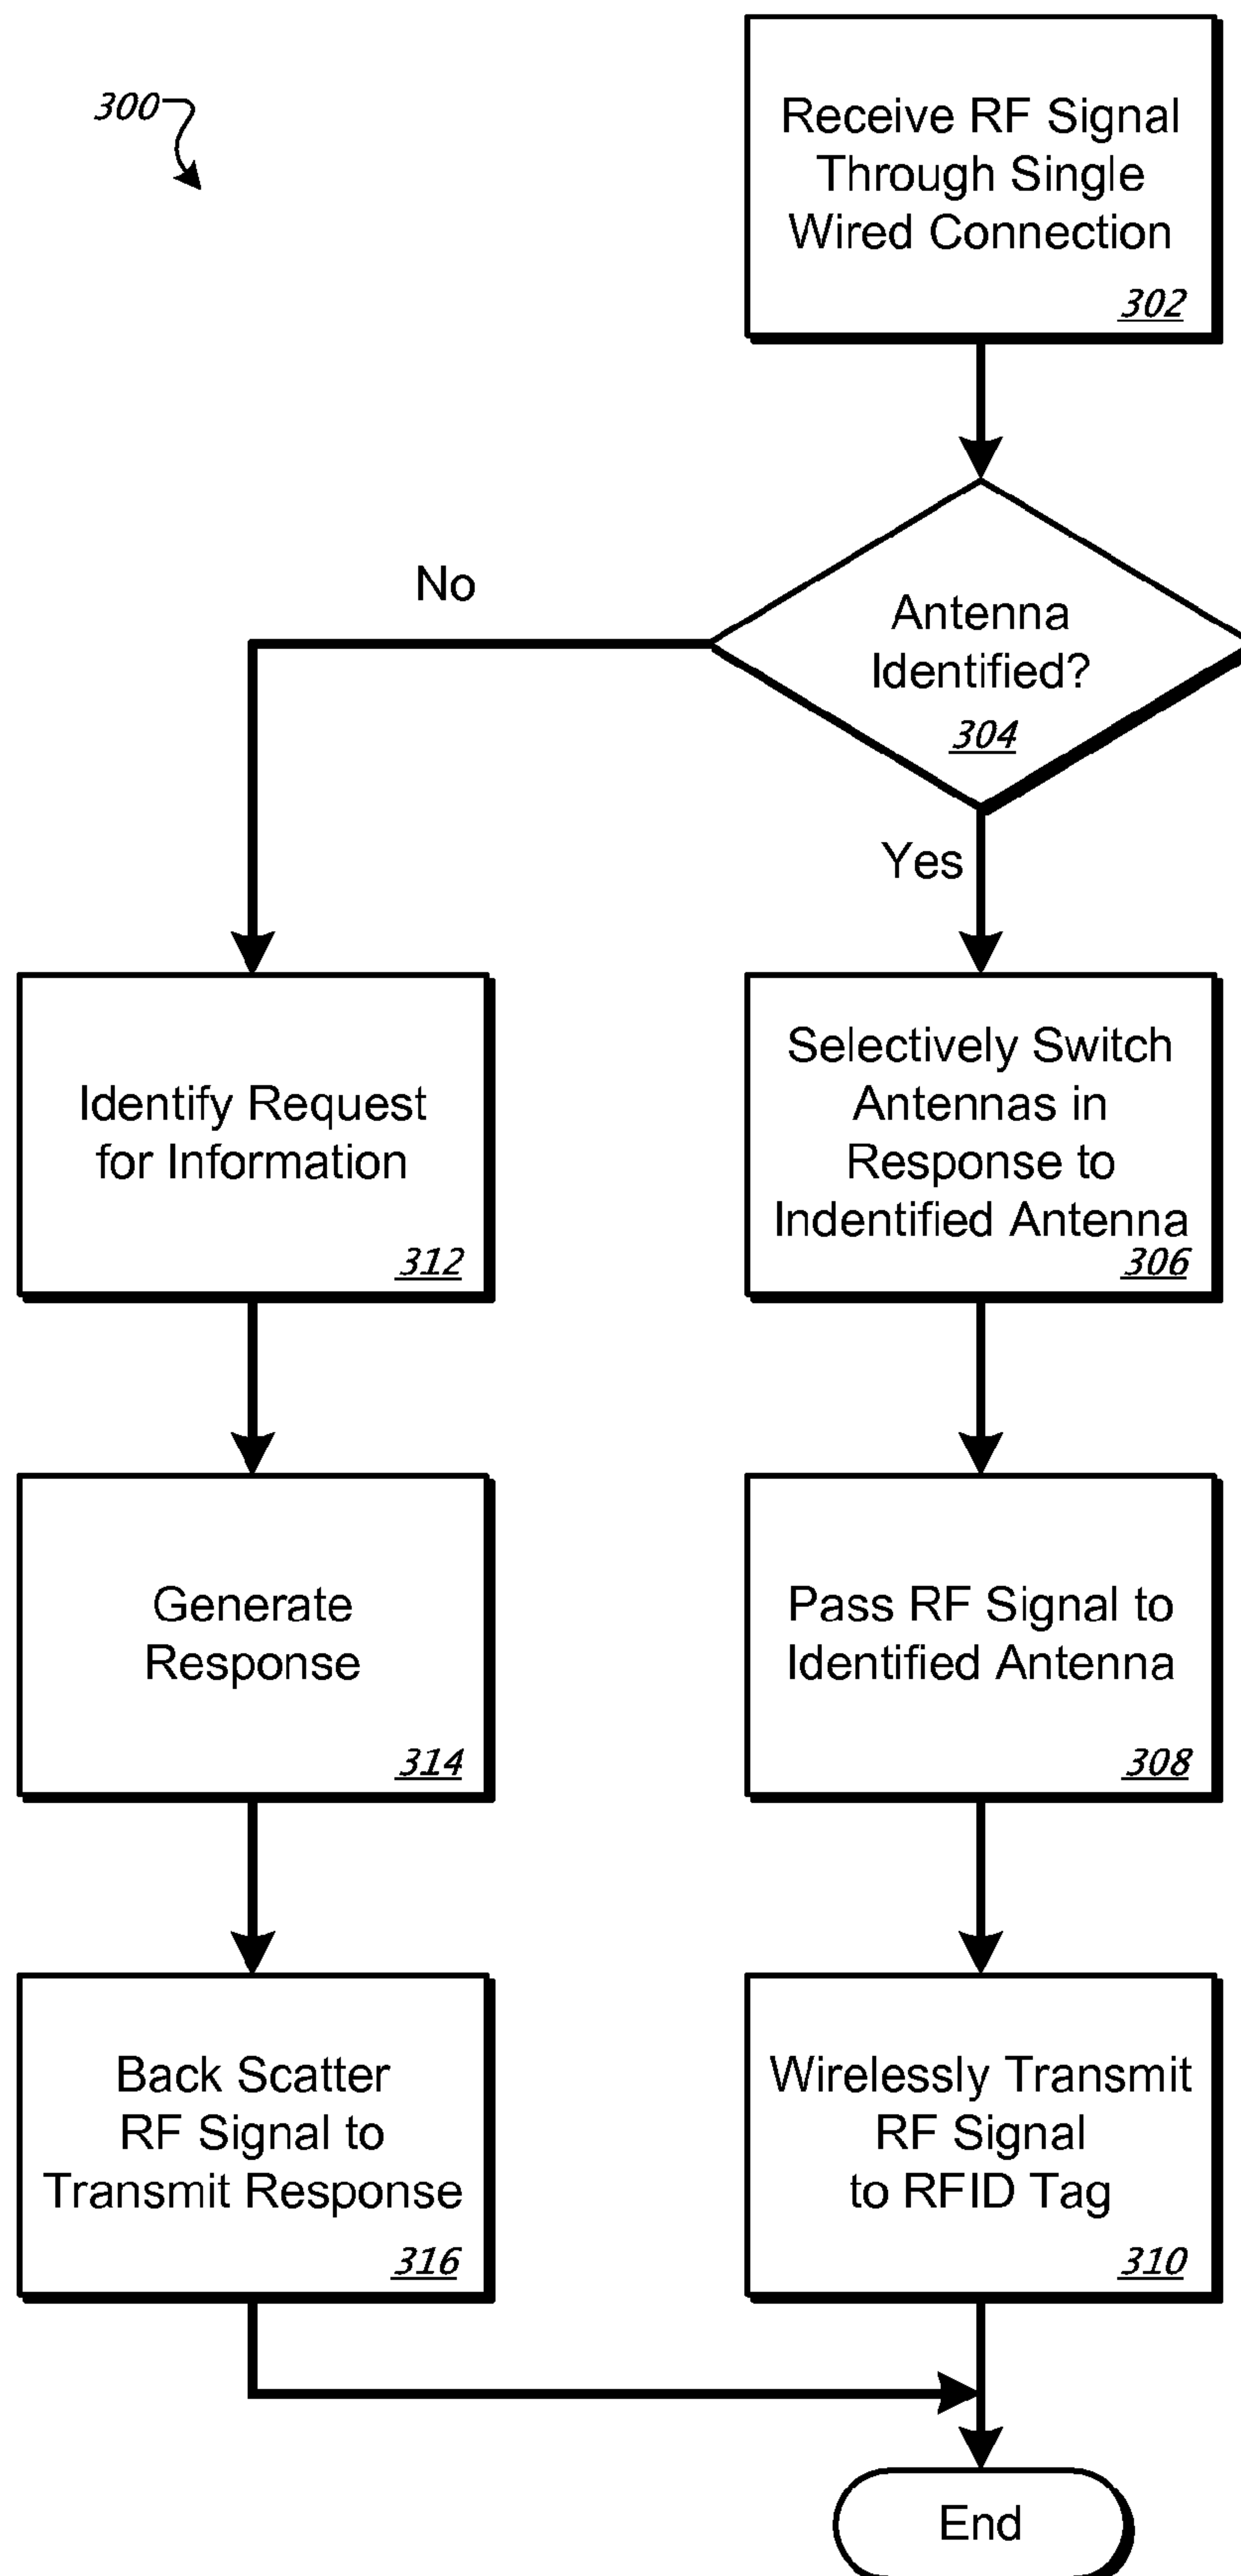 300
Receive RF Signal
Through Single
Wired Connection
302
Antenna
Identified?
304
No
Yes
Identify Request
for Information
312
Selectively Switch
Antennas in
Response to
Indentified Antenna
306
Generate
Response
314
Pass RF Signal to
Identified Antenna
308
Back Scatter
RF Signal to
Transmit Response
316
Wirelessly Transmit
RF Signal
to RFID Tag
310
End